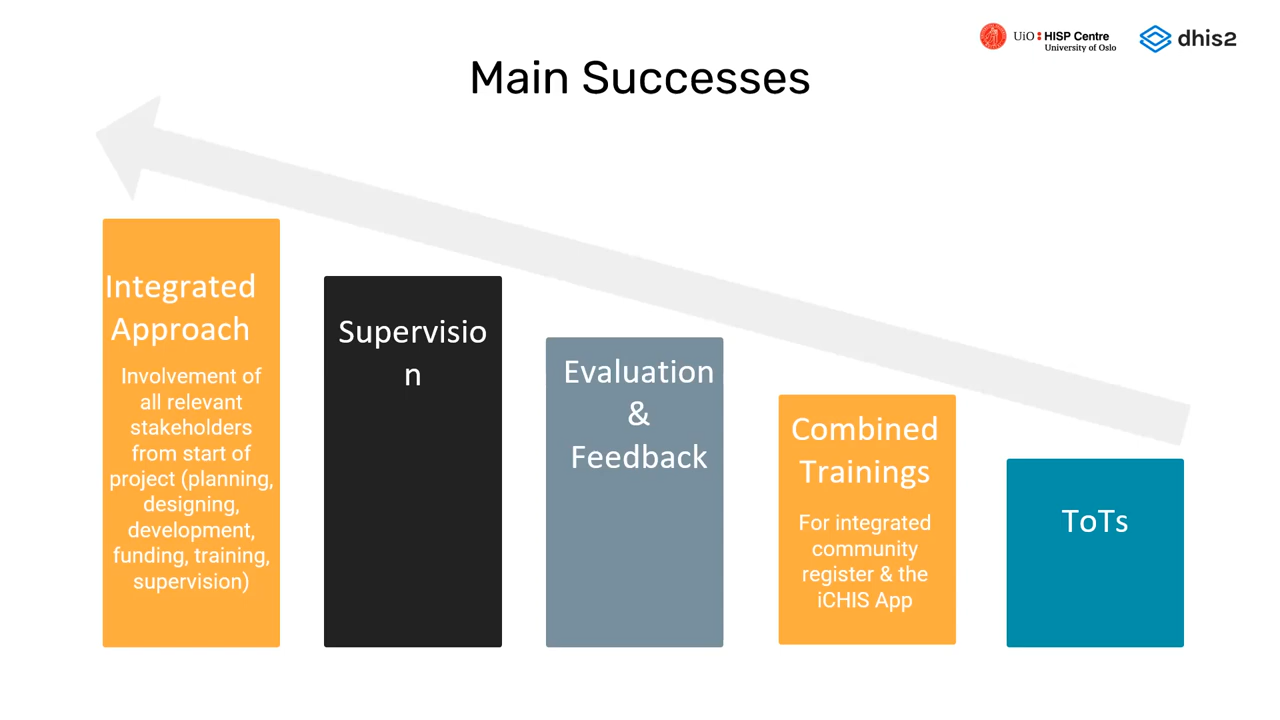 UiO : HISP Centre
University of Oslo
dhis2
Main Successes
Integrated
Approach
Involvement of
all relevant
stakeholders
from start of
project (planning,
designing,
development,
funding, training,
supervision)
Supervisio
n
Evaluation
&
Feedback
Combined
Trainings
For integrated
community
register & the
iCHIS App
ToTs